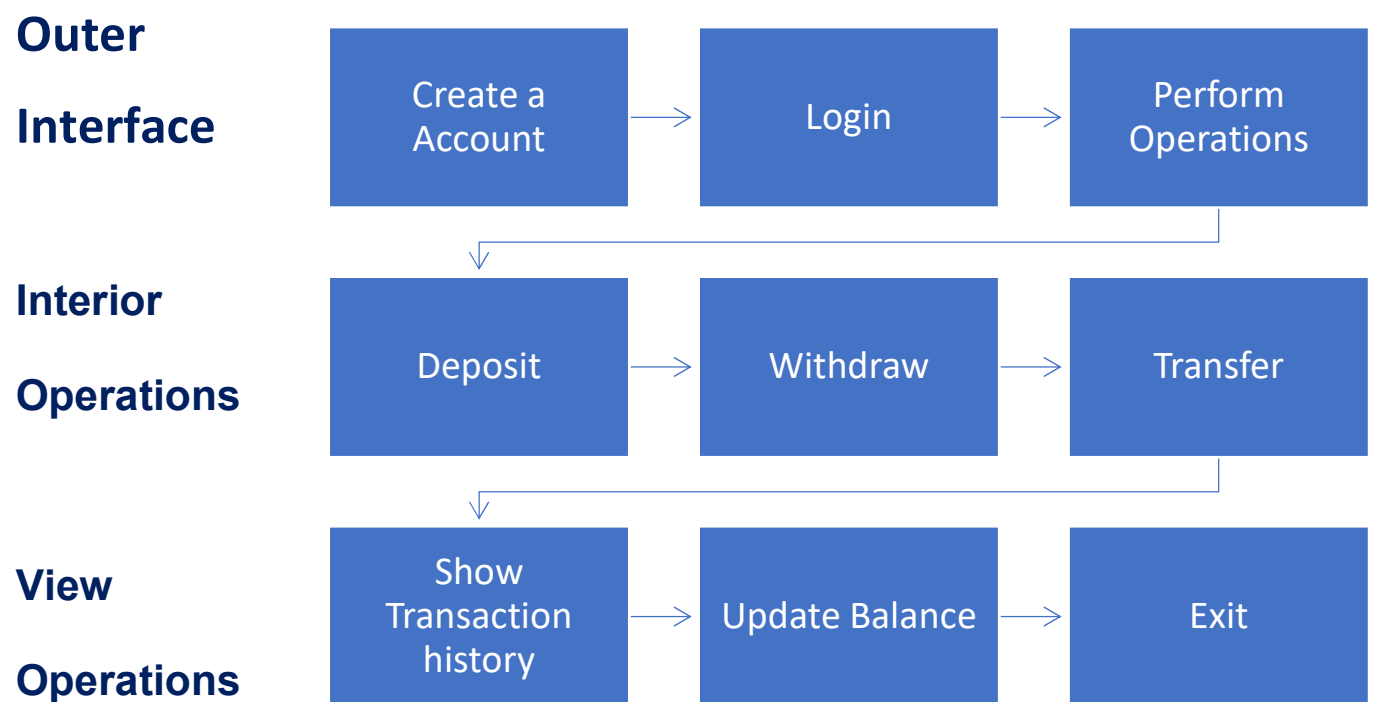 Outer
Interface
Create a
Account
Login
Perform
Operations
Interior
Operations
Deposit
Withdraw
Transfer
View
Operations
Show
Transaction
history
Update Balance
Exit